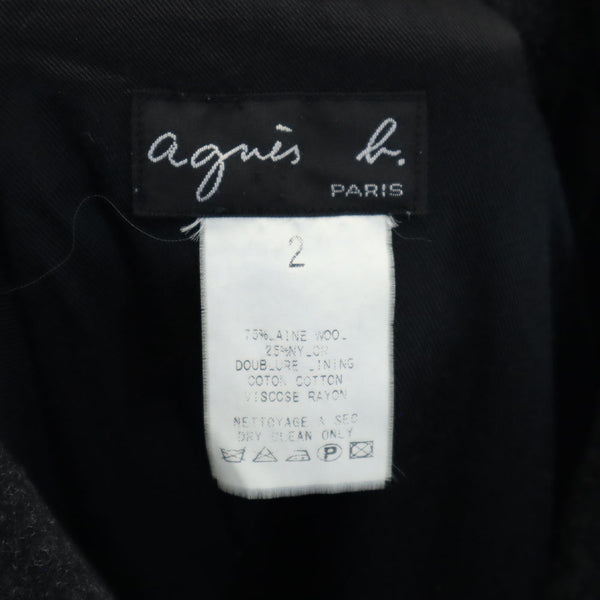 agnès b.
PARIS
2
75%LAINE WOOL
25%NYLON
DOUBLURE LINING
COTON COTTON
VISCOSE RAYON
NETTOYAGE A SEC
DRY CLEAN ONLY
P